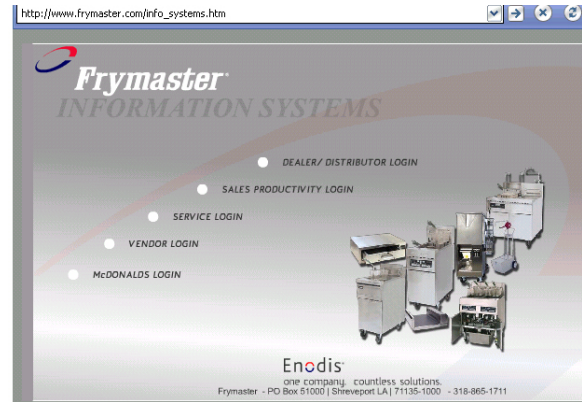 http://www.frymaster.com/info_systems.htm
Frymaster
INFORMATION SYSTEMS
DEALER/ DISTRIBUTOR LOGIN
SALES PRODUCTIVITY LOGIN
SERVICE LOGIN
VENDOR LOGIN
McDONALDS LOGIN
Enodis
one company. countless solutions.
Frymaster - PO Box 51000 | Shreveport LA | 71135-1000 - 318-865-1711